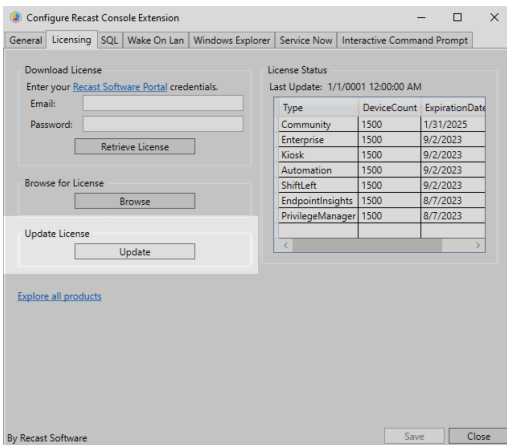 Configure Recast Console Extension
General Licensing SQL Wake On Lan Windows Explorer Service Now Interactive Command Prompt
Download License
Enter your Recast Software Portal credentials.
Email:
Password:
Retrieve License
Browse for License
Browse
Update License
Update
Explore all products
License Status
Last Update: 1/1/0001 12:00:00 AM
Type DeviceCount ExpirationDate
Community 1500 1/31/2025
Enterprise 1500 9/2/2023
Kiosk 1500 9/2/2023
Automation 1500 9/2/2023
ShiftLeft 1500 9/2/2023
EndpointInsights 1500 8/7/2023
PrivilegeManager 1500 8/7/2023
By Recast Software
Save Close